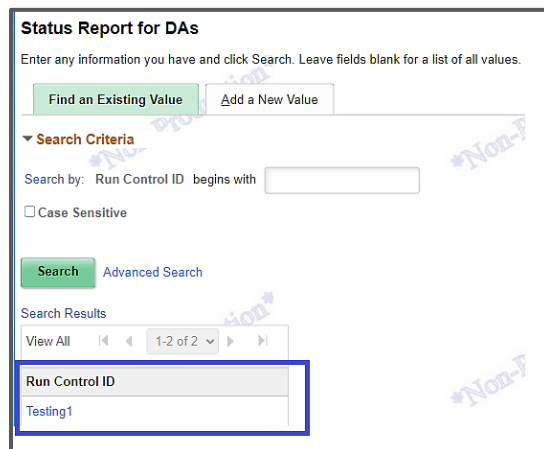 Status Report for DAs
Enter any information you have and click Search. Leave fields blank for a list of all values.
Find an Existing Value
Add a New Value
Search Criteria
Search by: Run Control ID begins with
Case Sensitive
Search
Advanced Search
Search Results
View All
1-2 of 2
Run Control ID
Testing1